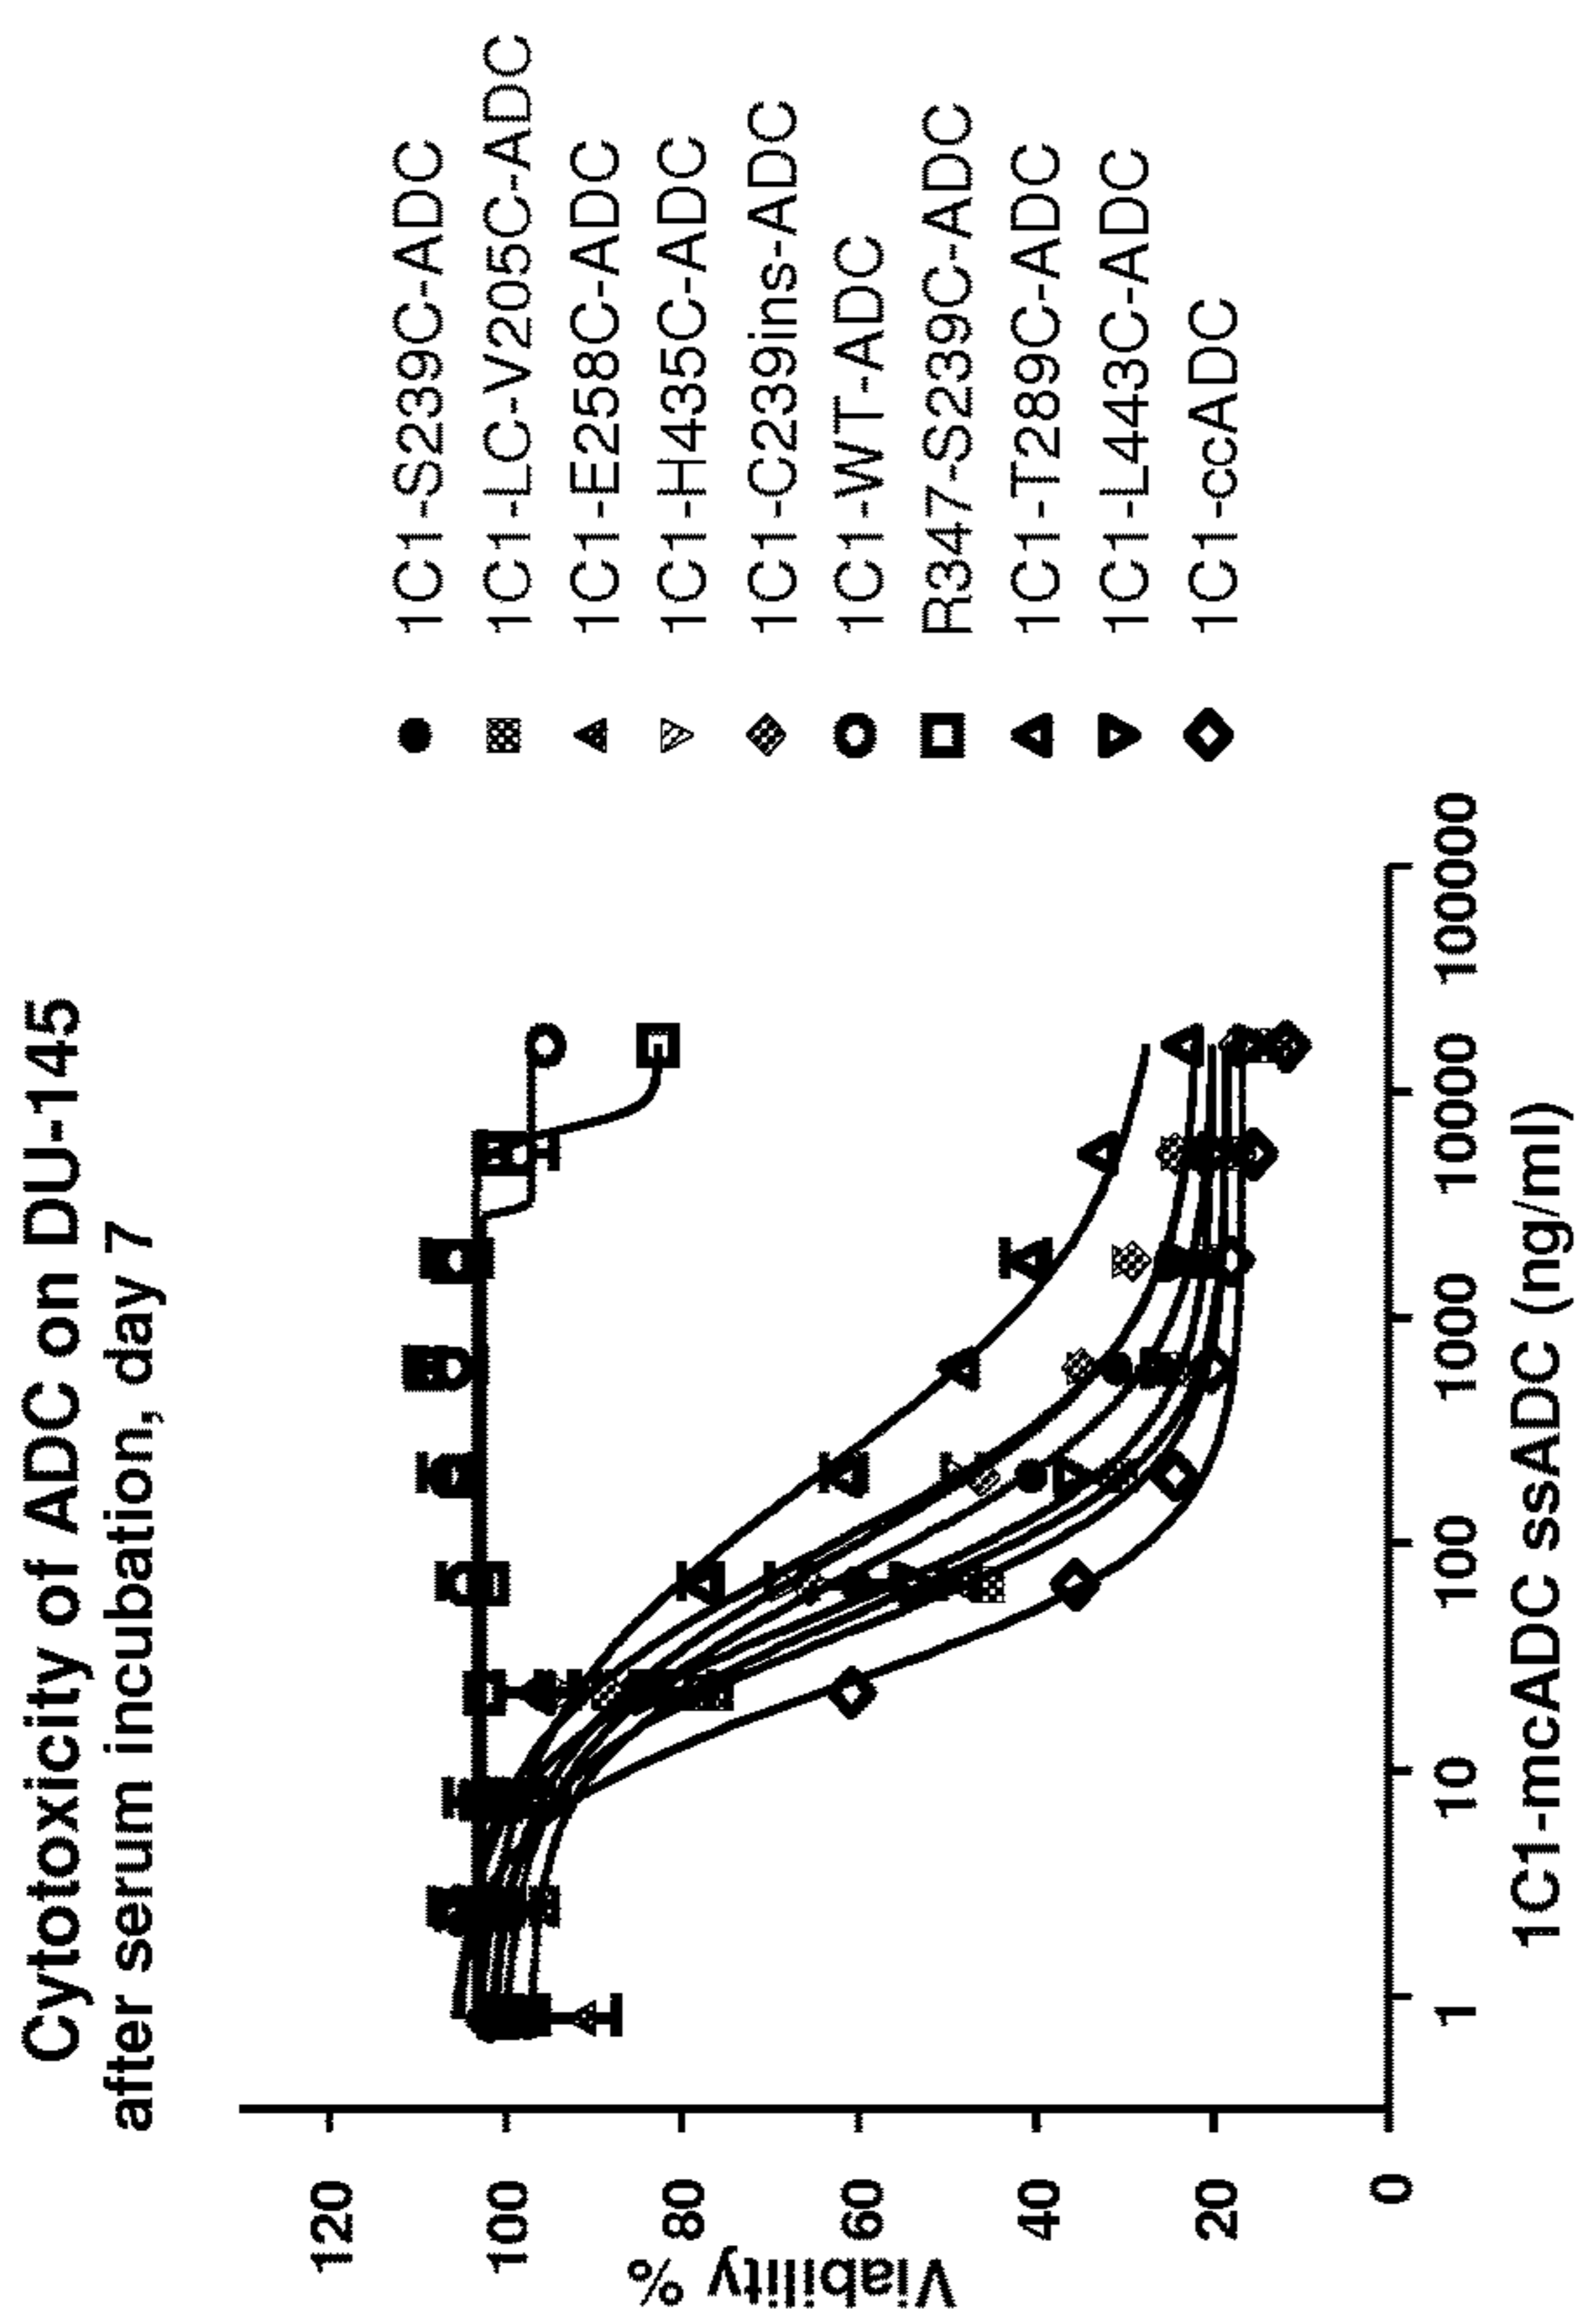 Cytotoxicity of ADC on DU-145
after serum incubation, day 7
Viability %
120
100
80
60
40
20
0
1
10
100
1000
10000
100000
1C1-mcADC ssADC (ng/ml)
1C1-S239C-ADC
1C1-LC-V205C-ADC
1C1-E258C-ADC
1C1-H435C-ADC
1C1-C239ins-ADC
1C1-WT-ADC
R347-S239C-ADC
1C1-T289C-ADC
1C1-L443C-ADC
1C1-ccADC